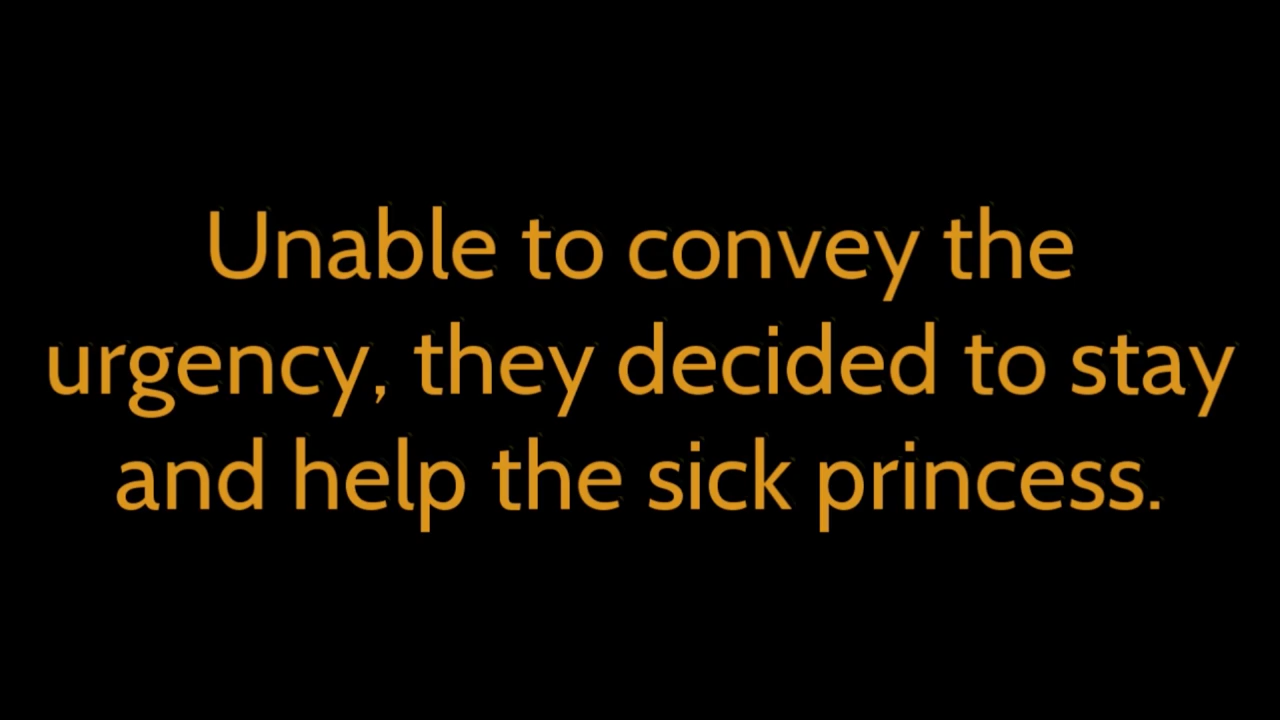 Unable to convey the
urgency, they decided to stay
and help the sick princess.